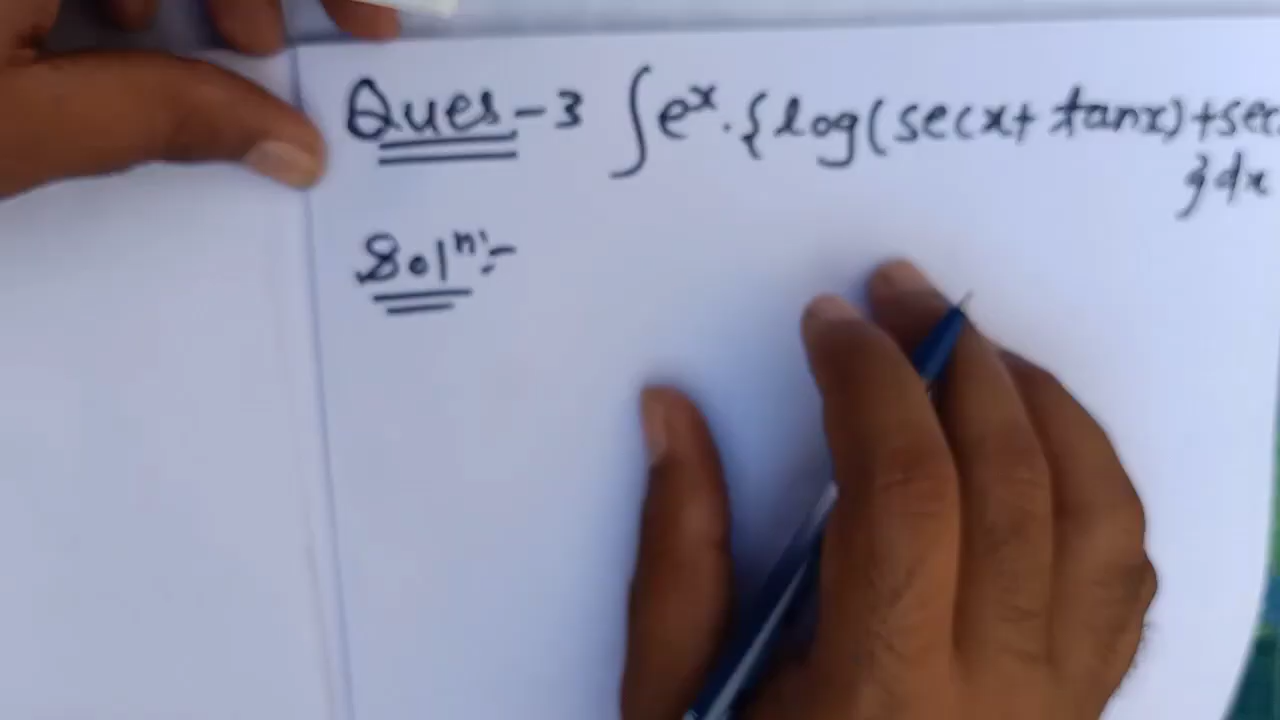 Ques-3 ∫eˣ.{log(secx+tanx)+sec
}dx
Solⁿ:-